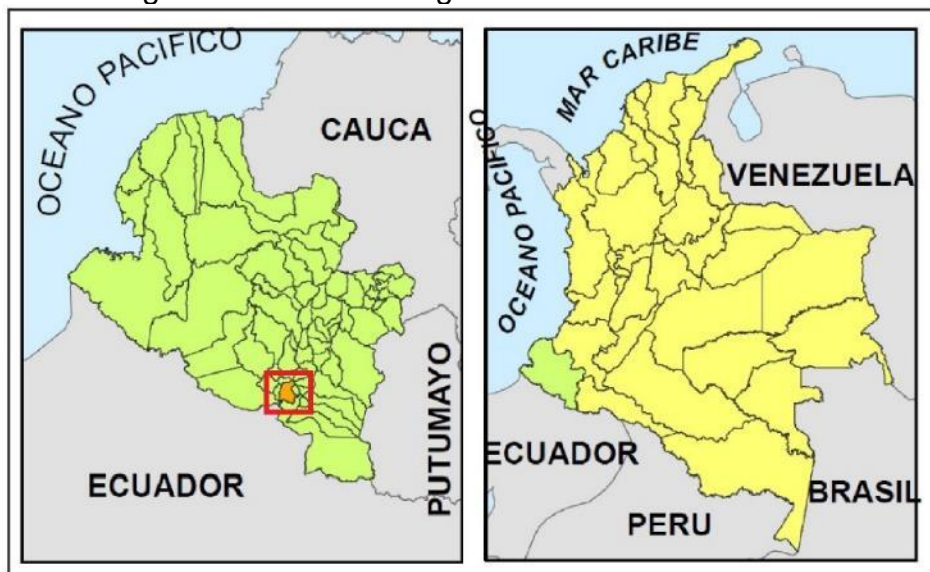 OCEANO PACIFICO
CAUCA
PUTUMAYO
ECUADOR
MAR CARIBE
OCEANO PACIFICO
VENEZUELA
ECUADOR
PERU
BRASIL